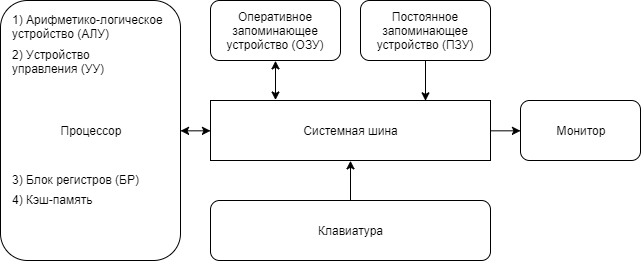 1) Арифметико-логическое
устройство (АЛУ)
2) Устройство
управления (УУ)
Процессор
3) Блок регистров (БР)
4) Кэш-память
Оперативное
запоминающее
устройство (ОЗУ)
Постоянное
запоминающее
устройство (ПЗУ)
Системная шина
Монитор
Клавиатура